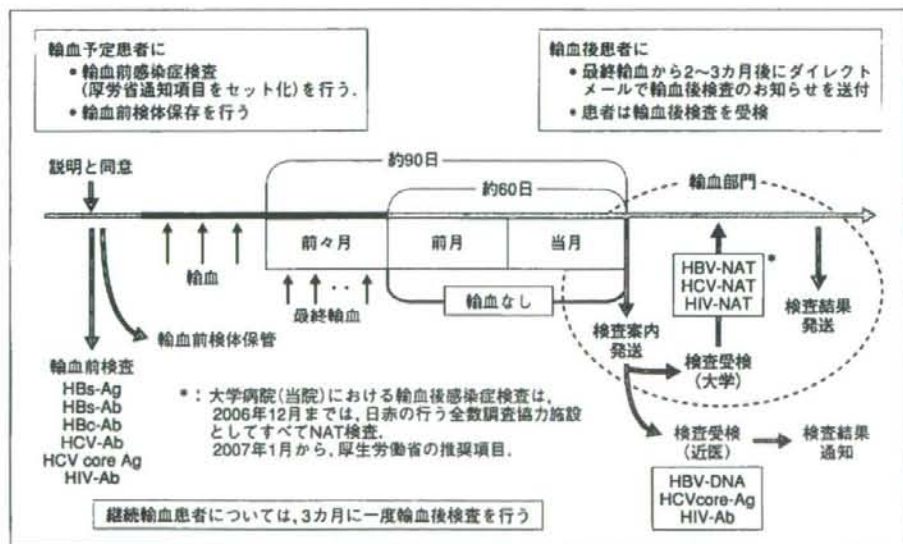 輸血予定患者に
• 輸血前感染症検査
(厚労省通知項目をセット化)を行う.
• 輸血前検体保存を行う
輸血後患者に
• 最終輸血から2〜3カ月後にダイレクト
メールで輸血後検査のお知らせを送付
• 患者は輸血後検査を受検
説明と同意
約90日
約60日
輸血部門
前々月
前月
当月
輸血
最終輸血
輸血なし
HBV-NAT
HCV-NAT
HIV-NAT
*
輸血前検体保管
検査案内
発送
検査受検
(大学)
検査結果
発送
輸血前検査
HBs-Ag
HBs-Ab
HBc-Ab
HCV-Ab
HCV core Ag
HIV-Ab
*: 大学病院(当院)における輸血後感染症検査は,
2006年12月までは,日赤の行う全数調査協力施設
としてすべてNAT検査.
2007年1月から,厚生労働省の推奨項目.
検査受検
(近医)
検査結果
通知
HBV-DNA
HCVcore-Ag
HIV-Ab
継続輸血患者については,3カ月に一度輸血後検査を行う